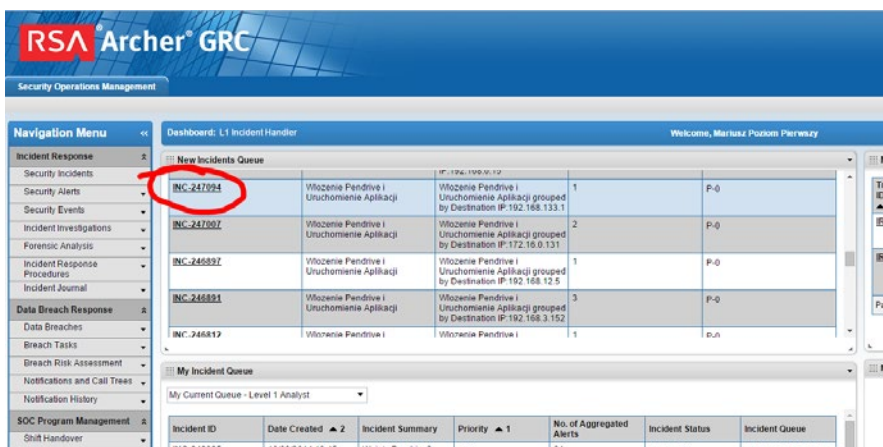 RSA Archer® GRC
Security Operations Management
Navigation Menu «
Incident Response
Security Incidents
Security Alerts
Security Events
Incident Investigations
Forensic Analysis
Incident Response
Procedures
Incident Journal
Data Breach Response
Data Breaches
Breach Tasks
Breach Risk Assessment
Notifications and Call Trees
Notification History
SOC Program Management
Shift Handover
Dashboard: L1 Incident Handler
Welcome, Mariusz Poziom Pierwszy
New Incidents Queue
INC-247094 Wlozenie Pendrive i Wlozenie Pendrive i 1 P-0
Uruchomienie Aplikacji Uruchomienie Aplikacji grouped
by Destination IP:192.168.133.1
INC-247007 Wlozenie Pendrive i Wlozenie Pendrive i 2 P-0
Uruchomienie Aplikacji Uruchomienie Aplikacji grouped
by Destination IP:172.16.0.131
INC-246897 Wlozenie Pendrive i Wlozenie Pendrive i 1 P-0
Uruchomienie Aplikacji Uruchomienie Aplikacji grouped
by Destination IP:192.168.12.5
INC-246891 Wlozenie Pendrive i Wlozenie Pendrive i 3 P-0
Uruchomienie Aplikacji Uruchomienie Aplikacji grouped
by Destination IP:192.168.3.152
INC-246812 Wlozenie Pendrive i Wlozenie Pendrive i 1 P-0
My Incident Queue
My Current Queue - Level 1 Analyst
Incident ID Date Created 2 Incident Summary Priority 1 No. of Aggregated Incident Status Incident Queue
Alerts